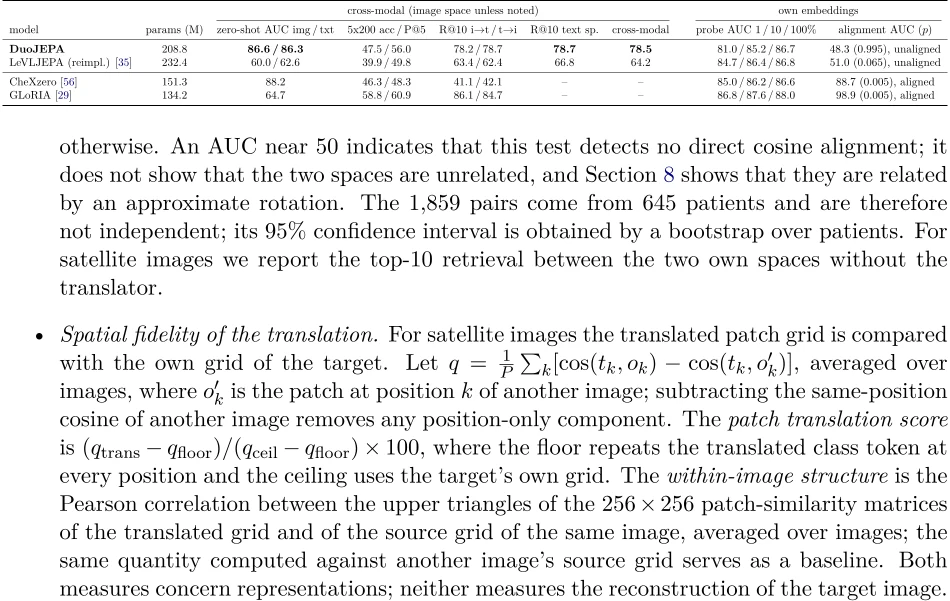 cross-modal (image space unless noted) own embeddings
model params (M) zero-shot AUC img / txt 5x200 acc / P@5 R@10 i→t / t→i R@10 text sp. cross-modal probe AUC 1 / 10 / 100% alignment AUC (p)
DuoJEPA 208.8 86.6 / 86.3 47.5 / 56.0 78.2 / 78.7 78.7 78.5 81.0 / 85.2 / 86.7 48.3 (0.995), unaligned
LeVLJEPA (reimpl.) [35] 232.4 60.0 / 62.6 39.9 / 49.8 63.4 / 62.4 66.8 64.2 84.7 / 86.4 / 86.8 51.0 (0.065), unaligned
CheXzero [56] 151.3 88.2 46.3 / 48.3 41.1 / 42.1 – – 85.0 / 86.2 / 86.6 88.7 (0.005), aligned
GLoRIA [29] 134.2 64.7 58.8 / 60.9 86.1 / 84.7 – – 86.8 / 87.6 / 88.0 98.9 (0.005), aligned
otherwise. An AUC near 50 indicates that this test detects no direct cosine alignment; it
does not show that the two spaces are unrelated, and Section 8 shows that they are related
by an approximate rotation. The 1,859 pairs come from 645 patients and are therefore
not independent; its 95% confidence interval is obtained by a bootstrap over patients. For
satellite images we report the top-10 retrieval between the two own spaces without the
translator.
• Spatial fidelity of the translation. For satellite images the translated patch grid is compared
with the own grid of the target. Let q = 1/P ∑ₖ[cos(tₖ, oₖ) − cos(tₖ, o′ₖ)], averaged over
images, where o′ₖ is the patch at position k of another image; subtracting the same-position
cosine of another image removes any position-only component. The patch translation score
is (q_trans − q_floor)/(q_ceil − q_floor) × 100, where the floor repeats the translated class token at
every position and the ceiling uses the target's own grid. The within-image structure is the
Pearson correlation between the upper triangles of the 256 × 256 patch-similarity matrices
of the translated grid and of the source grid of the same image, averaged over images; the
same quantity computed against another image's source grid serves as a baseline. Both
measures concern representations; neither measures the reconstruction of the target image.